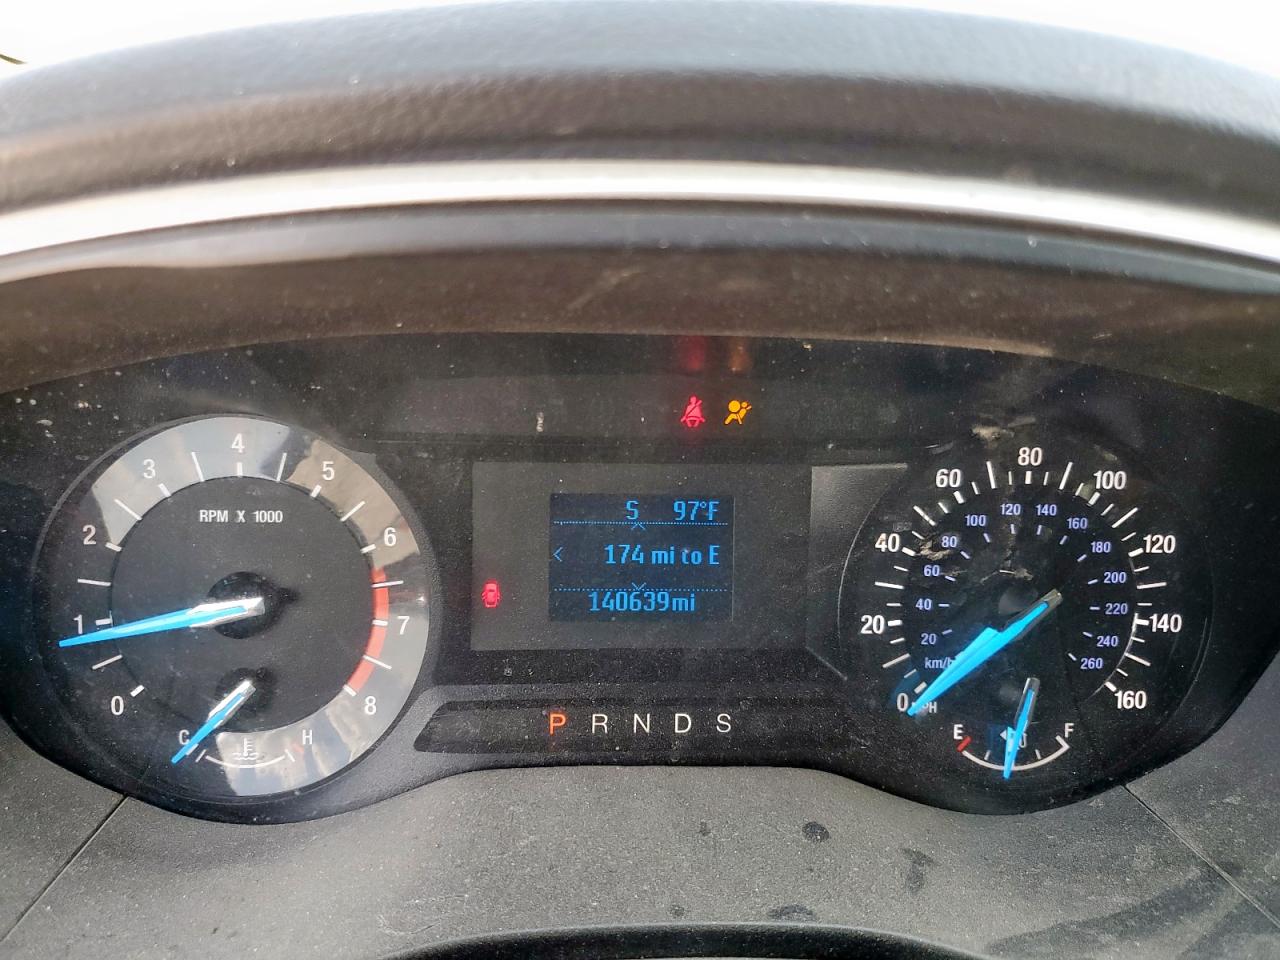 0 1 2 3 4 5 6 7 8
RPM X 1000
C H
S 97°F
< 174 mi to E
140639mi
P R N D S
0 20 40 60 80 100 120 140 160
20 40 60 80 100 120 140 160 180 200 220 240 260
km/h
E F